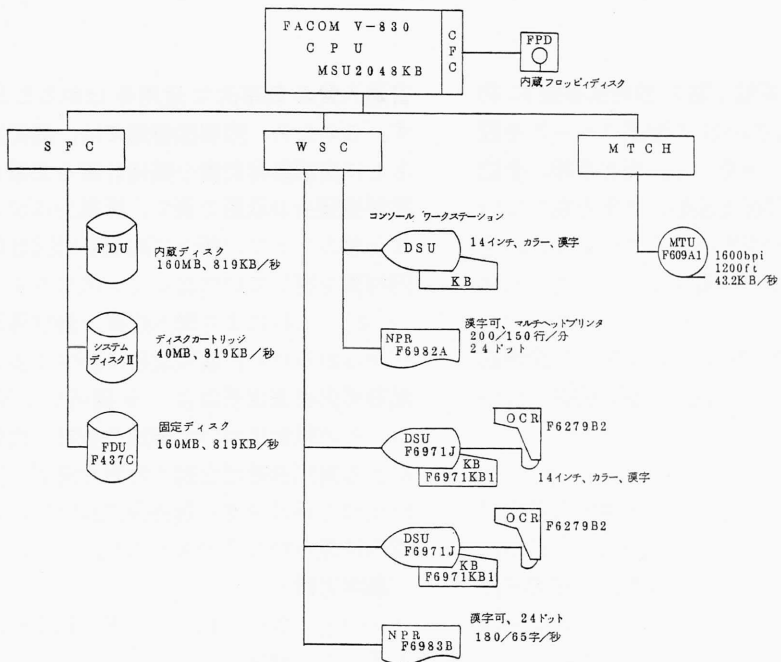 FACOM V-830
CPU
MSU2048KB
CFC
FPD
内蔵フロッピィディスク
SFC
WSC
MTCH
FDU
内蔵ディスク
160MB、819KB/秒
システム
ディスクⅡ
ディスクカートリッジ
40MB、819KB/秒
FDU
F437C
固定ディスク
160MB、819KB/秒
コンソール ワークステーション
DSU
KB
14インチ、カラー、漢字
NPR
F6982A
漢字可、マルチヘッドプリンタ
200/150行/分
24ドット
DSU
F6971J
KB
F6971KB1
OCR
F6279B2
14インチ、カラー、漢字
DSU
F6971J
KB
F6971KB1
OCR
F6279B2
NPR
F6983B
漢字可、24ドット
180/65字/秒
MTU
F609A1
1600bpi
1200ft
43.2KB/秒